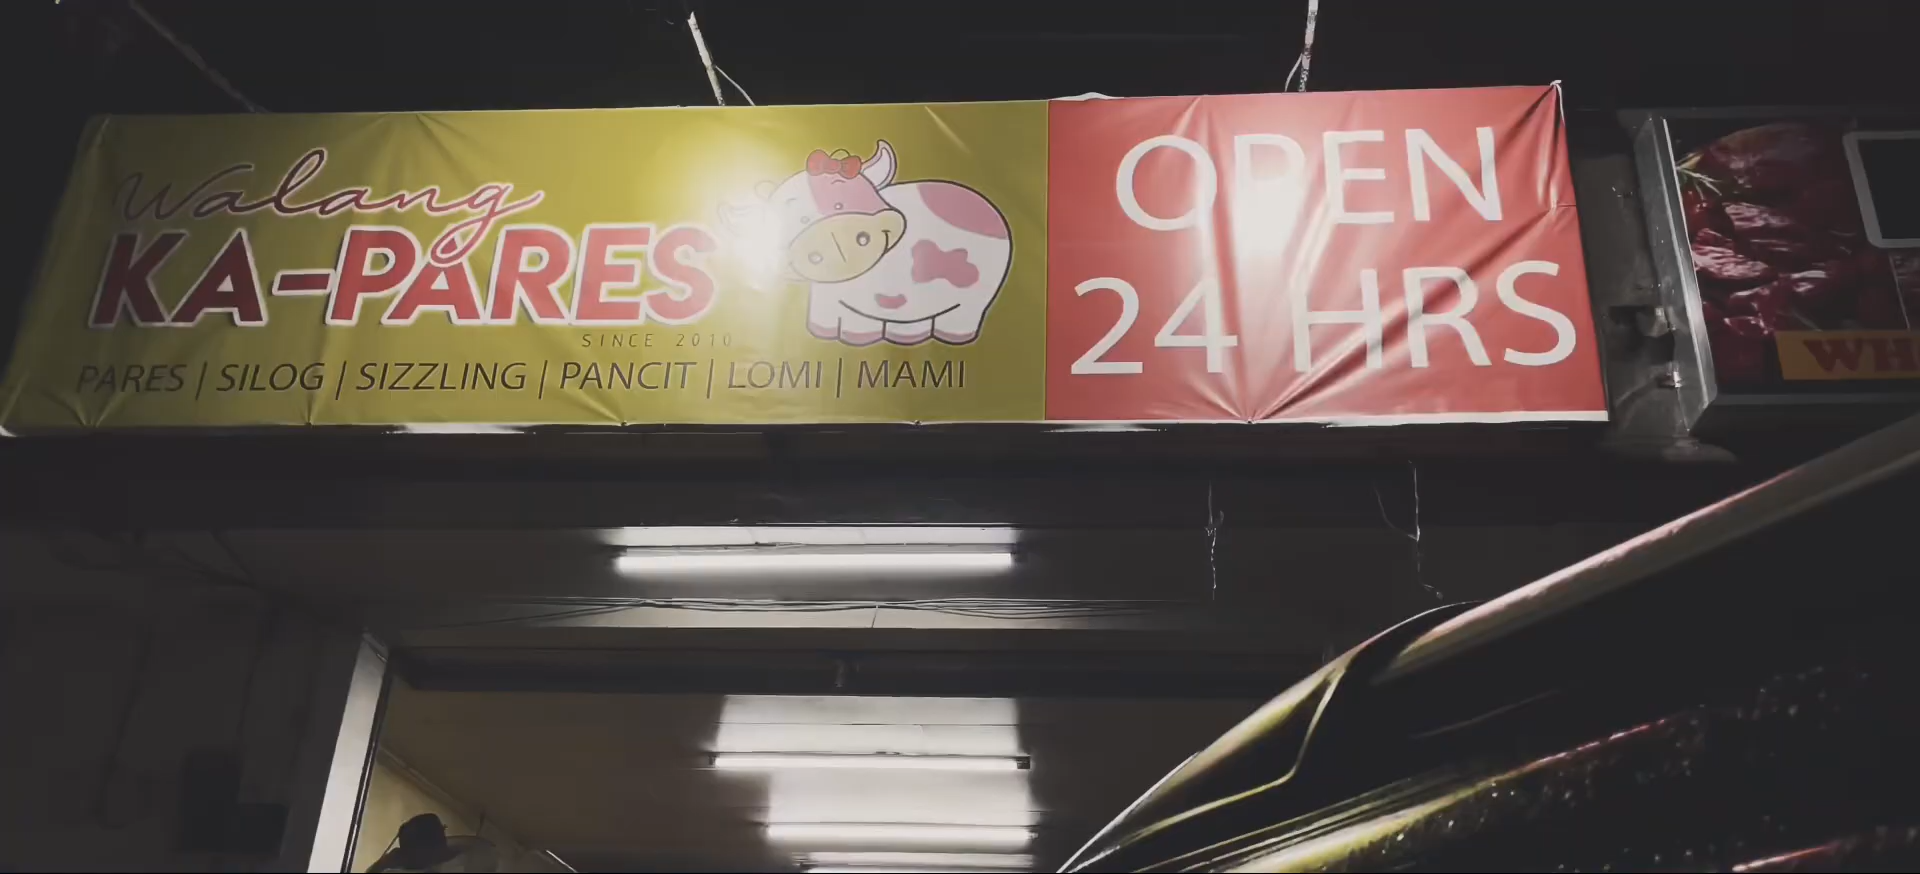 Walang
KA-PARES
SINCE 2010
PARES | SILOG | SIZZLING | PANCIT | LOMI | MAMI
OPEN
24 HRS